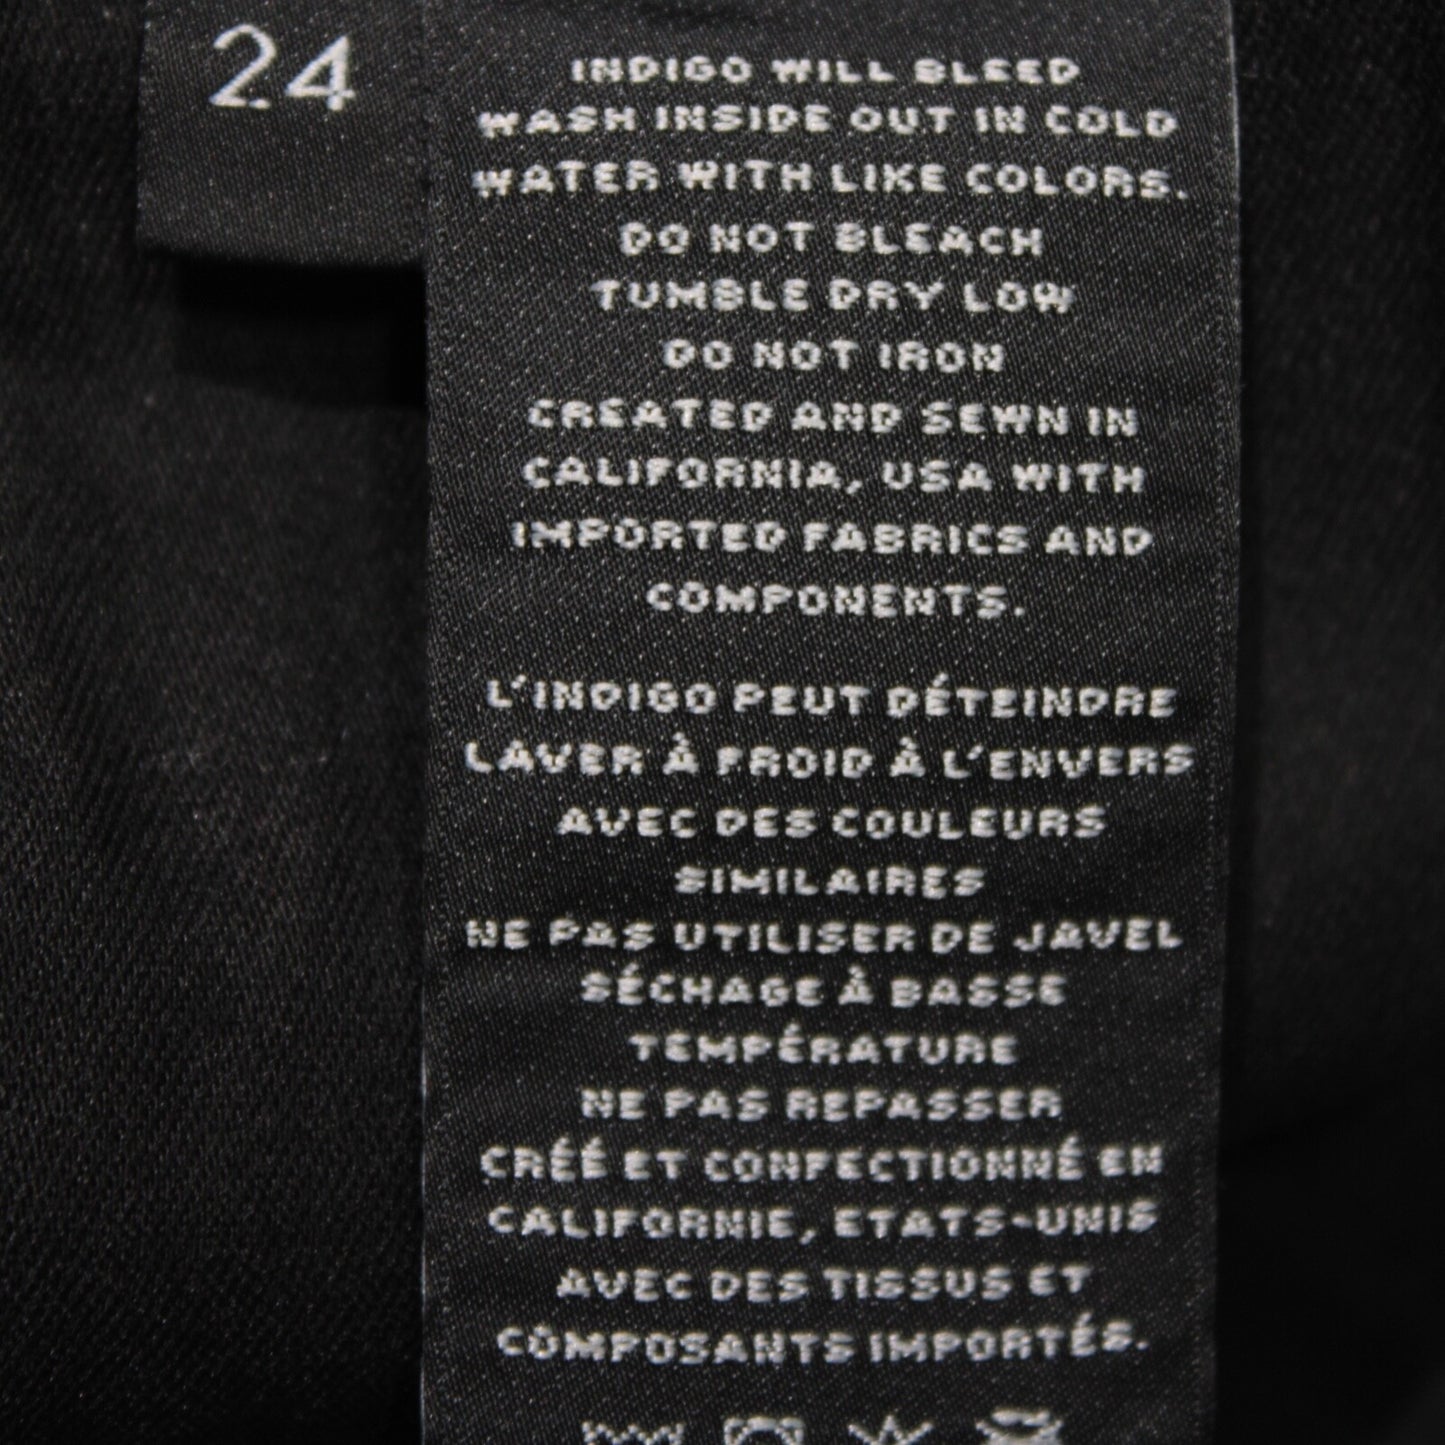 24
INDIGO WILL BLEED
WASH INSIDE OUT IN COLD
WATER WITH LIKE COLORS.
DO NOT BLEACH
TUMBLE DRY LOW
DO NOT IRON
CREATED AND SEWN IN
CALIFORNIA, USA WITH
IMPORTED FABRICS AND
COMPONENTS.
L'INDIGO PEUT DÉTEINDRE
LAVER À FROID À L'ENVERS
AVEC DES COULEURS
SIMILAIRES
NE PAS UTILISER DE JAVEL
SÉCHAGE À BASSE
TEMPÉRATURE
NE PAS REPASSER
CRÉÉ ET CONFECTIONNÉ EN
CALIFORNIE, ETATS-UNIS
AVEC DES TISSUS ET
COMPOSANTS IMPORTÉS.